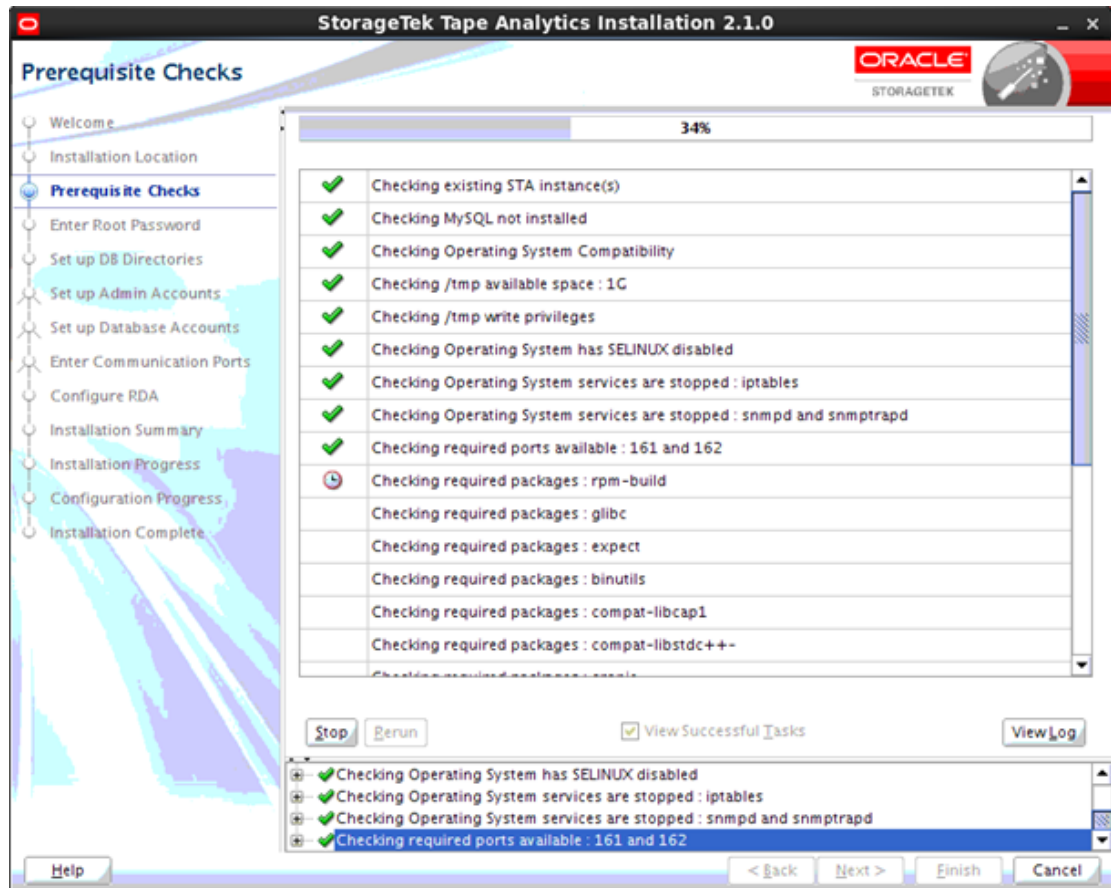 StorageTek Tape Analytics Installation 2.1.0
Prerequisite Checks
ORACLE
STORAGETEK
Welcome
Installation Location
Prerequisite Checks
Enter Root Password
Set up DB Directories
Set up Admin Accounts
Set up Database Accounts
Enter Communication Ports
Configure RDA
Installation Summary
Installation Progress
Configuration Progress
Installation Complete
34%
Checking existing STA instance(s)
Checking MySQL not installed
Checking Operating System Compatibility
Checking /tmp available space : 1G
Checking /tmp write privileges
Checking Operating System has SELINUX disabled
Checking Operating System services are stopped : iptables
Checking Operating System services are stopped : snmpd and snmptrapd
Checking required ports available : 161 and 162
Checking required packages : rpm-build
Checking required packages : glibc
Checking required packages : expect
Checking required packages : binutils
Checking required packages : compat-libcap1
Checking required packages : compat-libstdc++-
Checking required packages :
Stop Rerun View Successful Tasks View Log
Checking Operating System has SELINUX disabled
Checking Operating System services are stopped : iptables
Checking Operating System services are stopped : snmpd and snmptrapd
Checking required ports available : 161 and 162
Help < Back Next > Finish Cancel